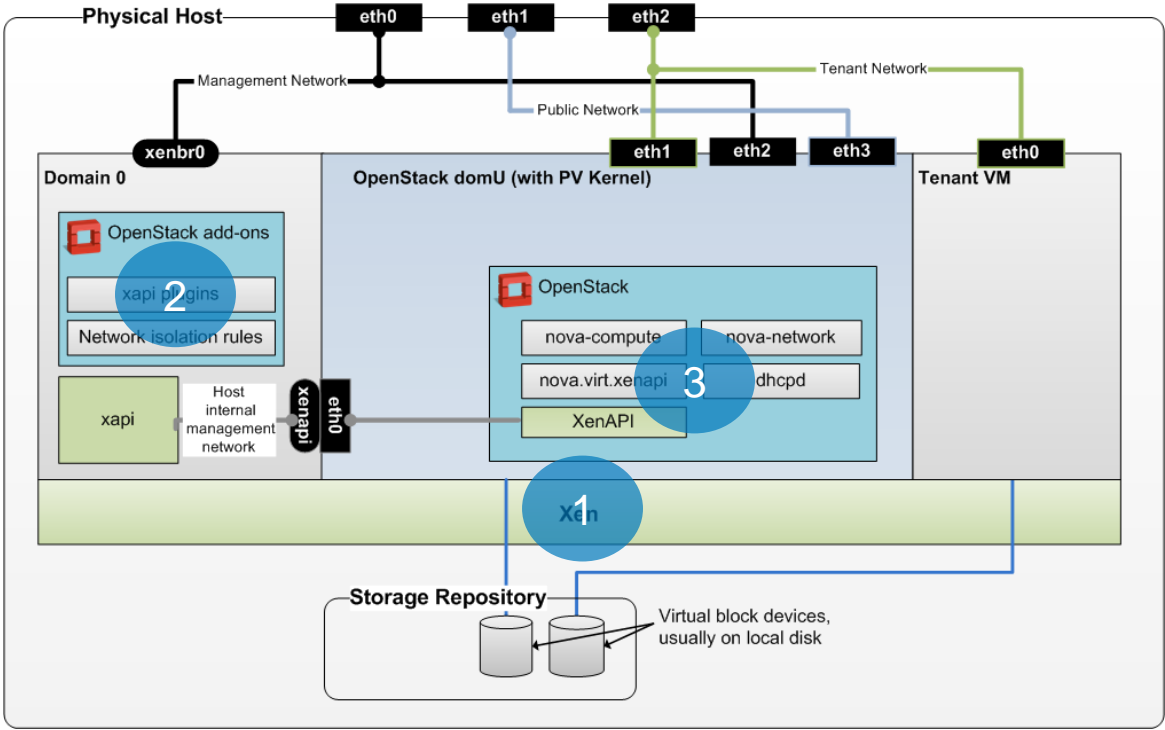 Physical Host
eth0
eth1
eth2
Management Network
Tenant Network
Public Network
xenbr0
eth1
eth2
eth3
eth0
Domain 0
OpenStack domU (with PV Kernel)
Tenant VM
OpenStack add-ons
xapi plugins
2
Network isolation rules
OpenStack
nova-compute
nova-network
nova.virt.xenapi
3
dhcpd
XenAPI
xapi
Host
internal
management
network
xenapi
eth0
Xen
1
Storage Repository
Virtual block devices,
usually on local disk